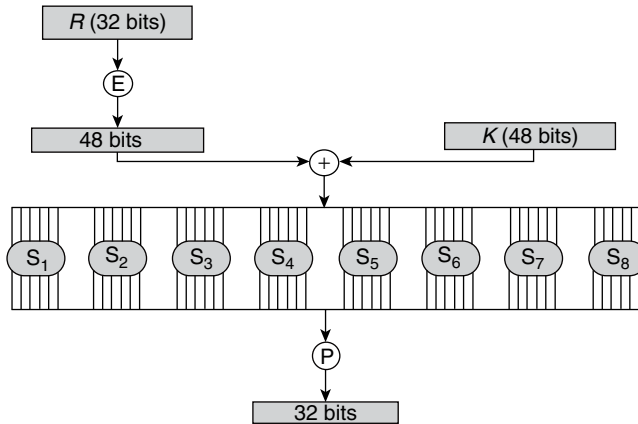 R (32 bits)
E
48 bits
K (48 bits)
+
S1 S2 S3 S4 S5 S6 S7 S8
P
32 bits